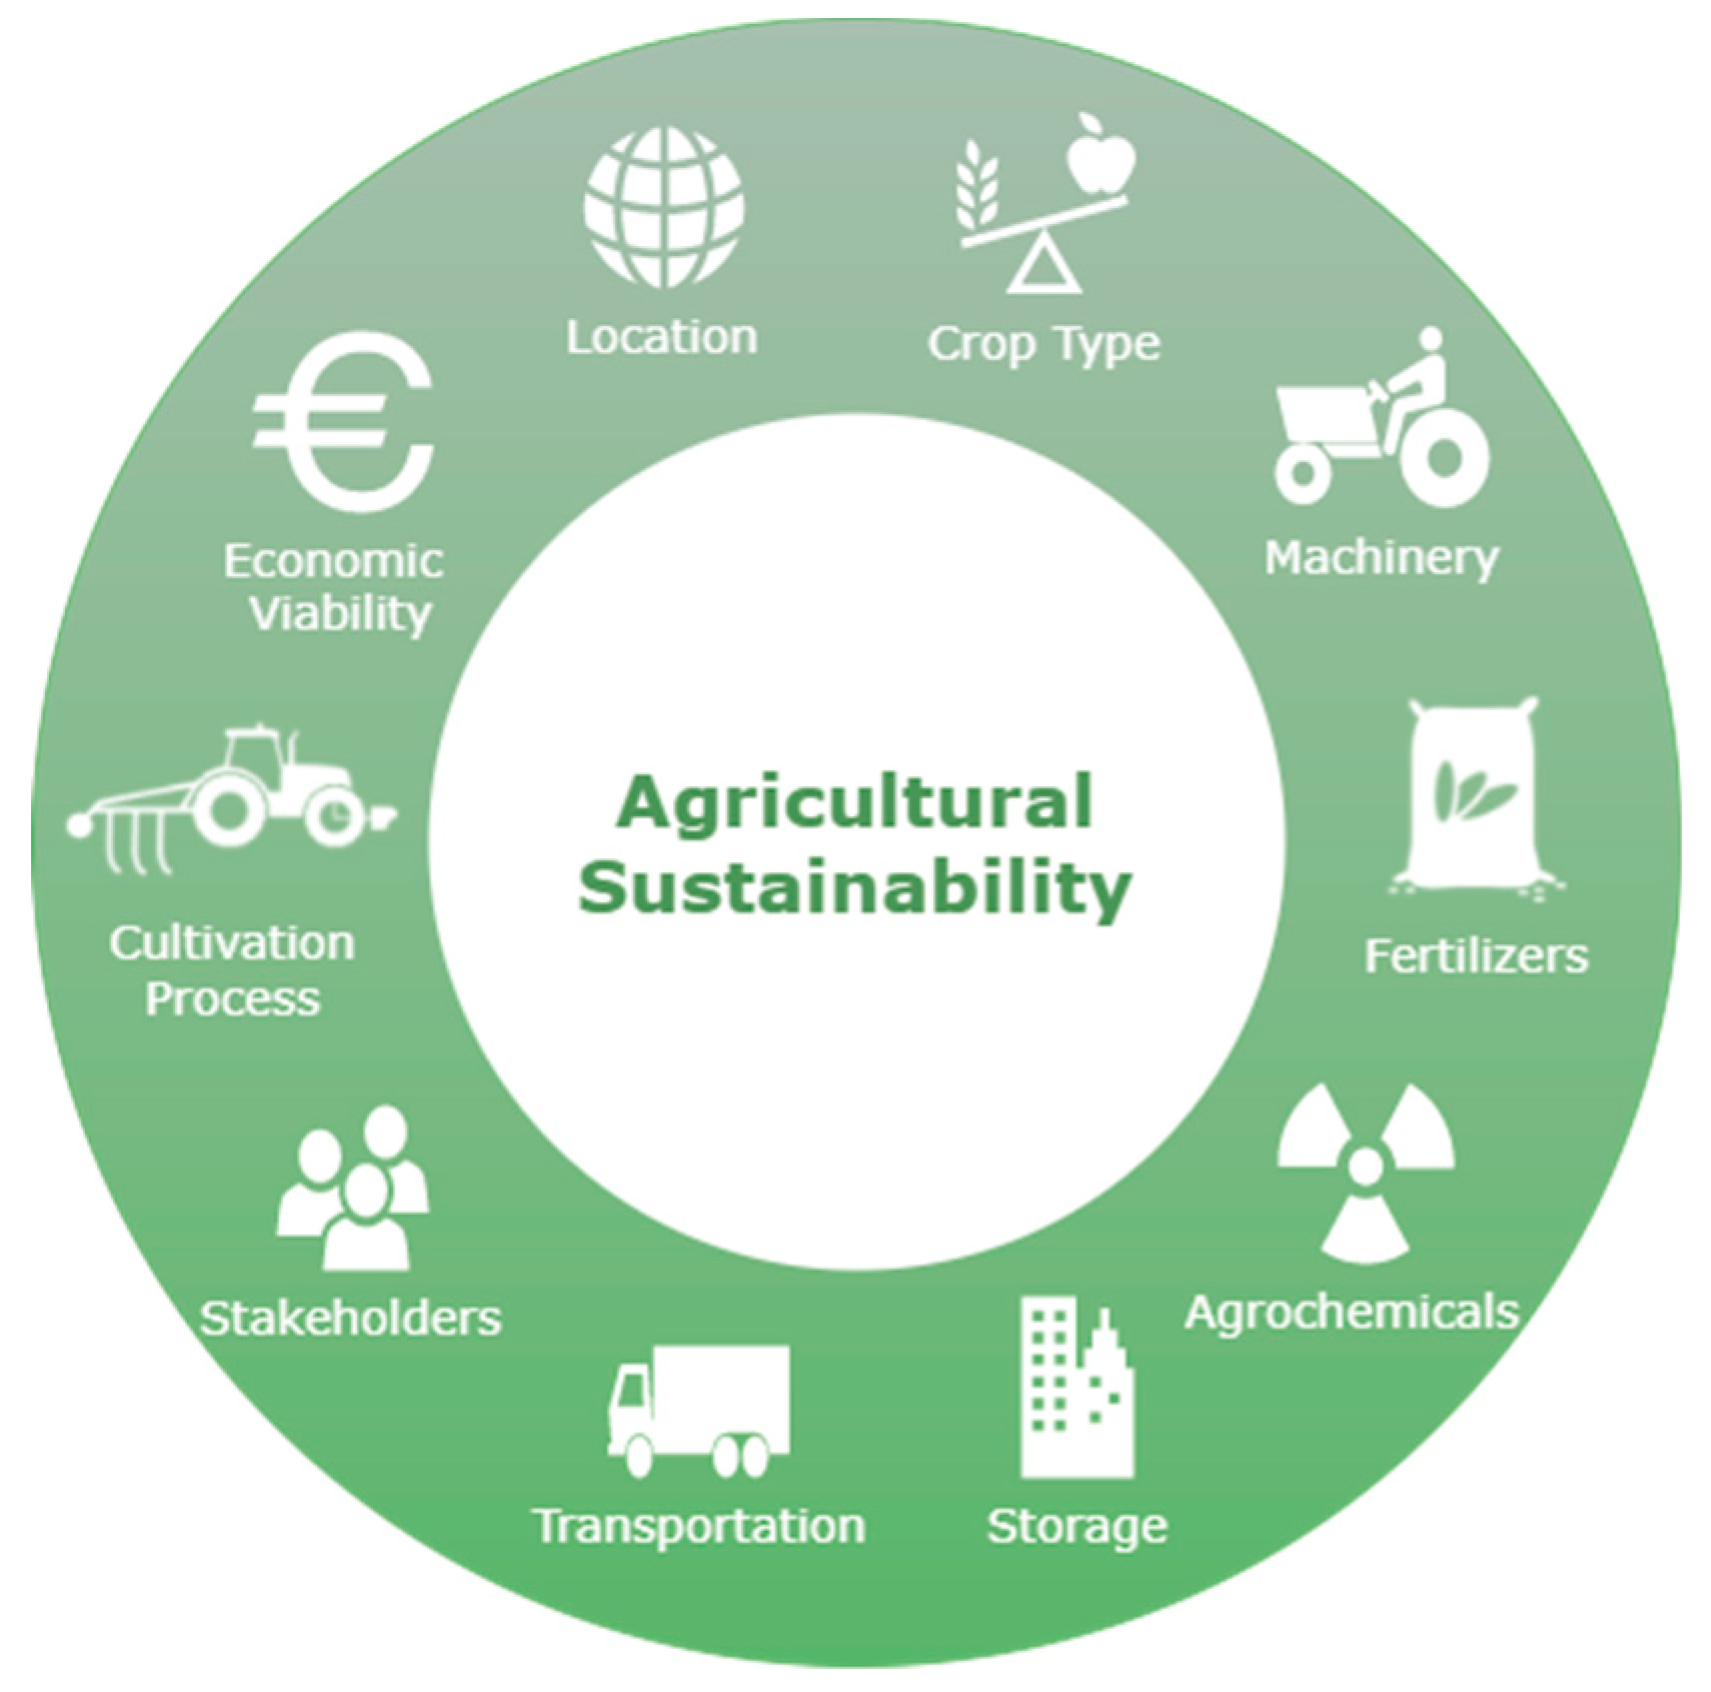 Location
Crop Type
Machinery
Fertilizers
Agrochemicals
Storage
Transportation
Stakeholders
Cultivation
Process
Economic
Viability
Agricultural
Sustainability